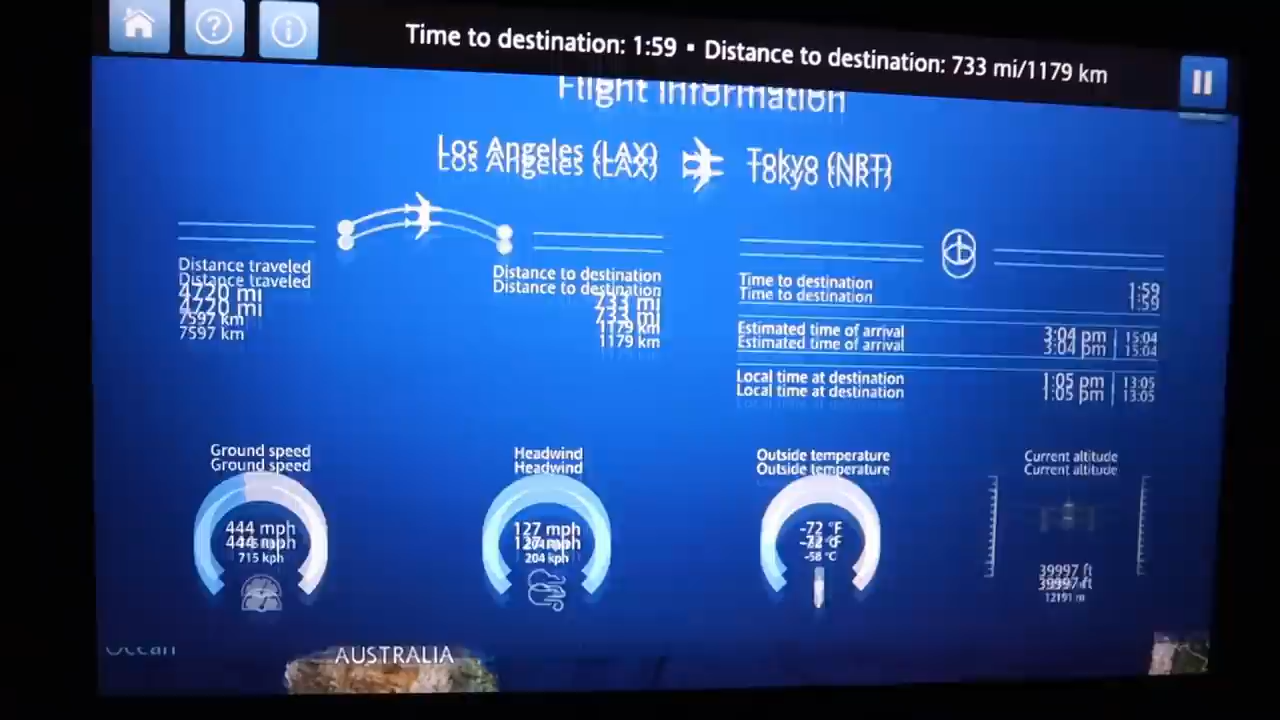 Time to destination: 1:59 ▪ Distance to destination: 733 mi/1179 km
Flight Information
Los Angeles (LAX) Tokyo (NRT)
Distance traveled
4720 mi
7597 km
Distance to destination
733 mi
1179 km
Time to destination 1:59
Estimated time of arrival 3:04 pm | 15:04
Local time at destination 1:05 pm | 13:05
Ground speed
444 mph
715 kph
Headwind
127 mph
204 kph
Outside temperature
-72 °F
-58 °C
Current altitude
39997 ft
12191 m
Ocean
AUSTRALIA